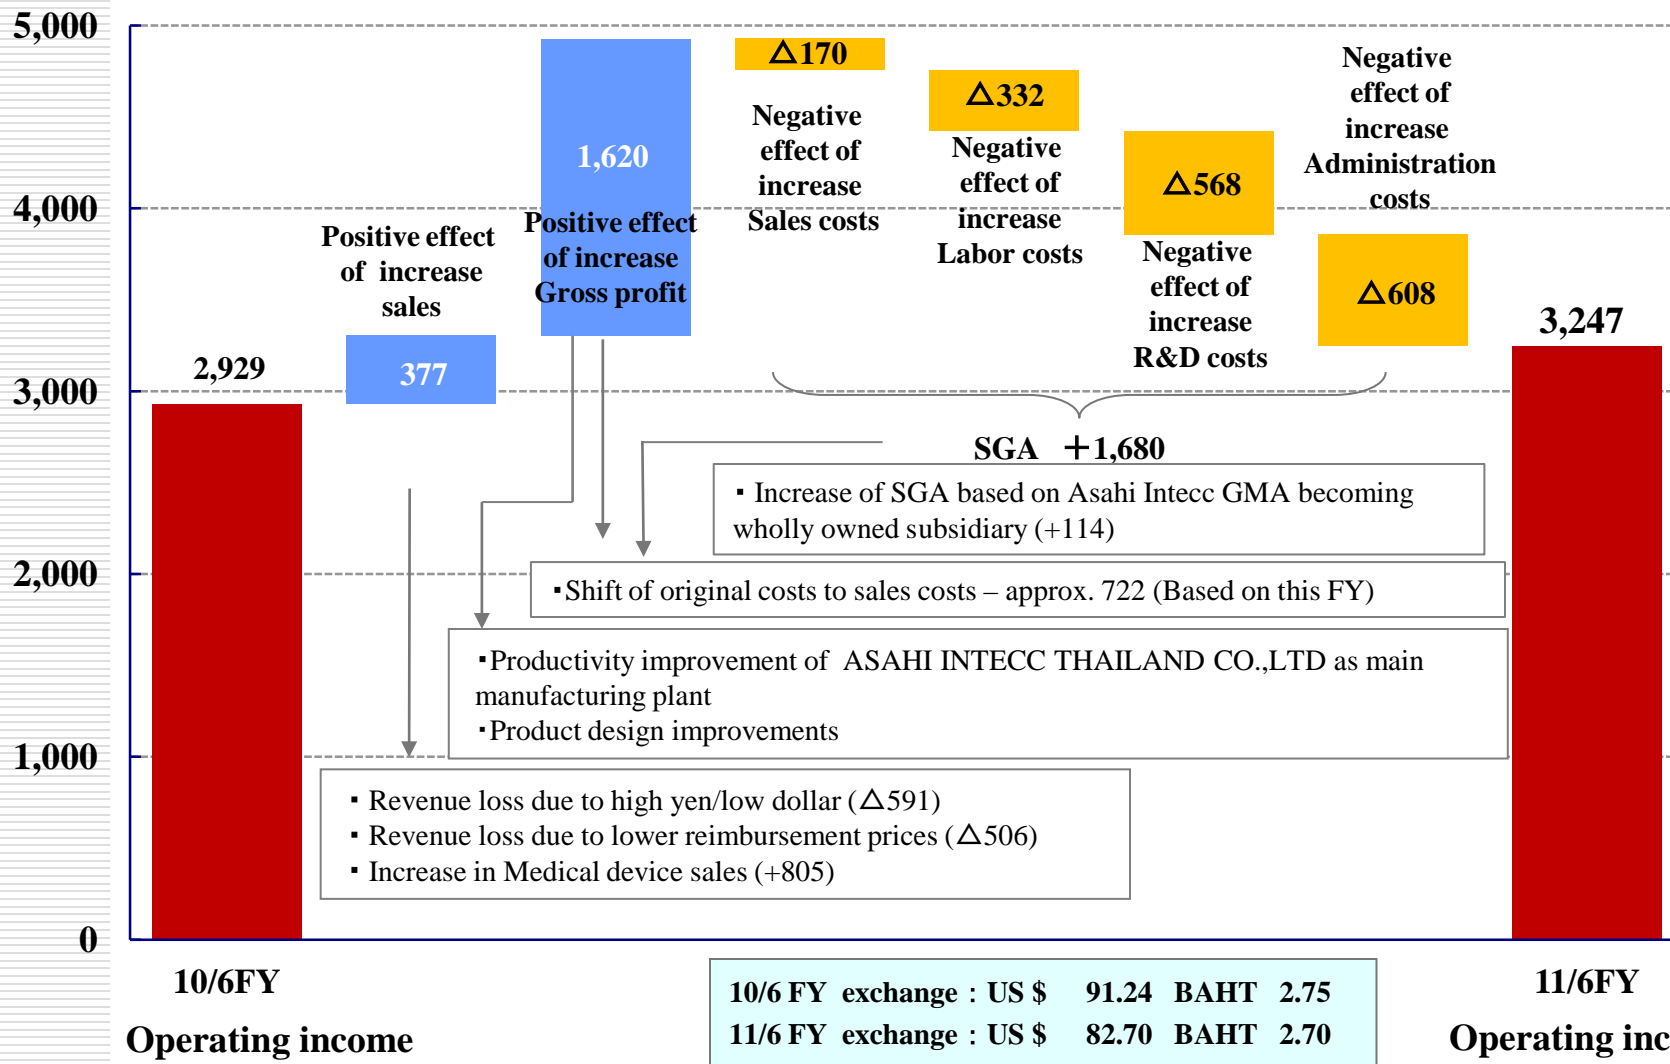 5,000
4,000
3,000
2,000
1,000
0
2,929
Positive effect
of increase
sales
377
1,620
Positive effect
of increase
Gross profit
△170
Negative
effect of
increase
Sales costs
△332
Negative
effect of
increase
Labor costs
△568
Negative
effect of
increase
R&D costs
Negative
effect of
increase
Administration
costs
△608
3,247
SGA ＋1,680
▪ Increase of SGA based on Asahi Intecc GMA becoming
wholly owned subsidiary (+114)
▪Shift of original costs to sales costs – approx. 722 (Based on this FY)
▪Productivity improvement of ASAHI INTECC THAILAND CO.,LTD as main
manufacturing plant
▪Product design improvements
▪ Revenue loss due to high yen/low dollar (△591)
▪ Revenue loss due to lower reimbursement prices (△506)
▪ Increase in Medical device sales (+805)
10/6FY
Operating income
10/6 FY exchange : US $ 91.24 BAHT 2.75
11/6 FY exchange : US $ 82.70 BAHT 2.70
11/6FY
Operating inc